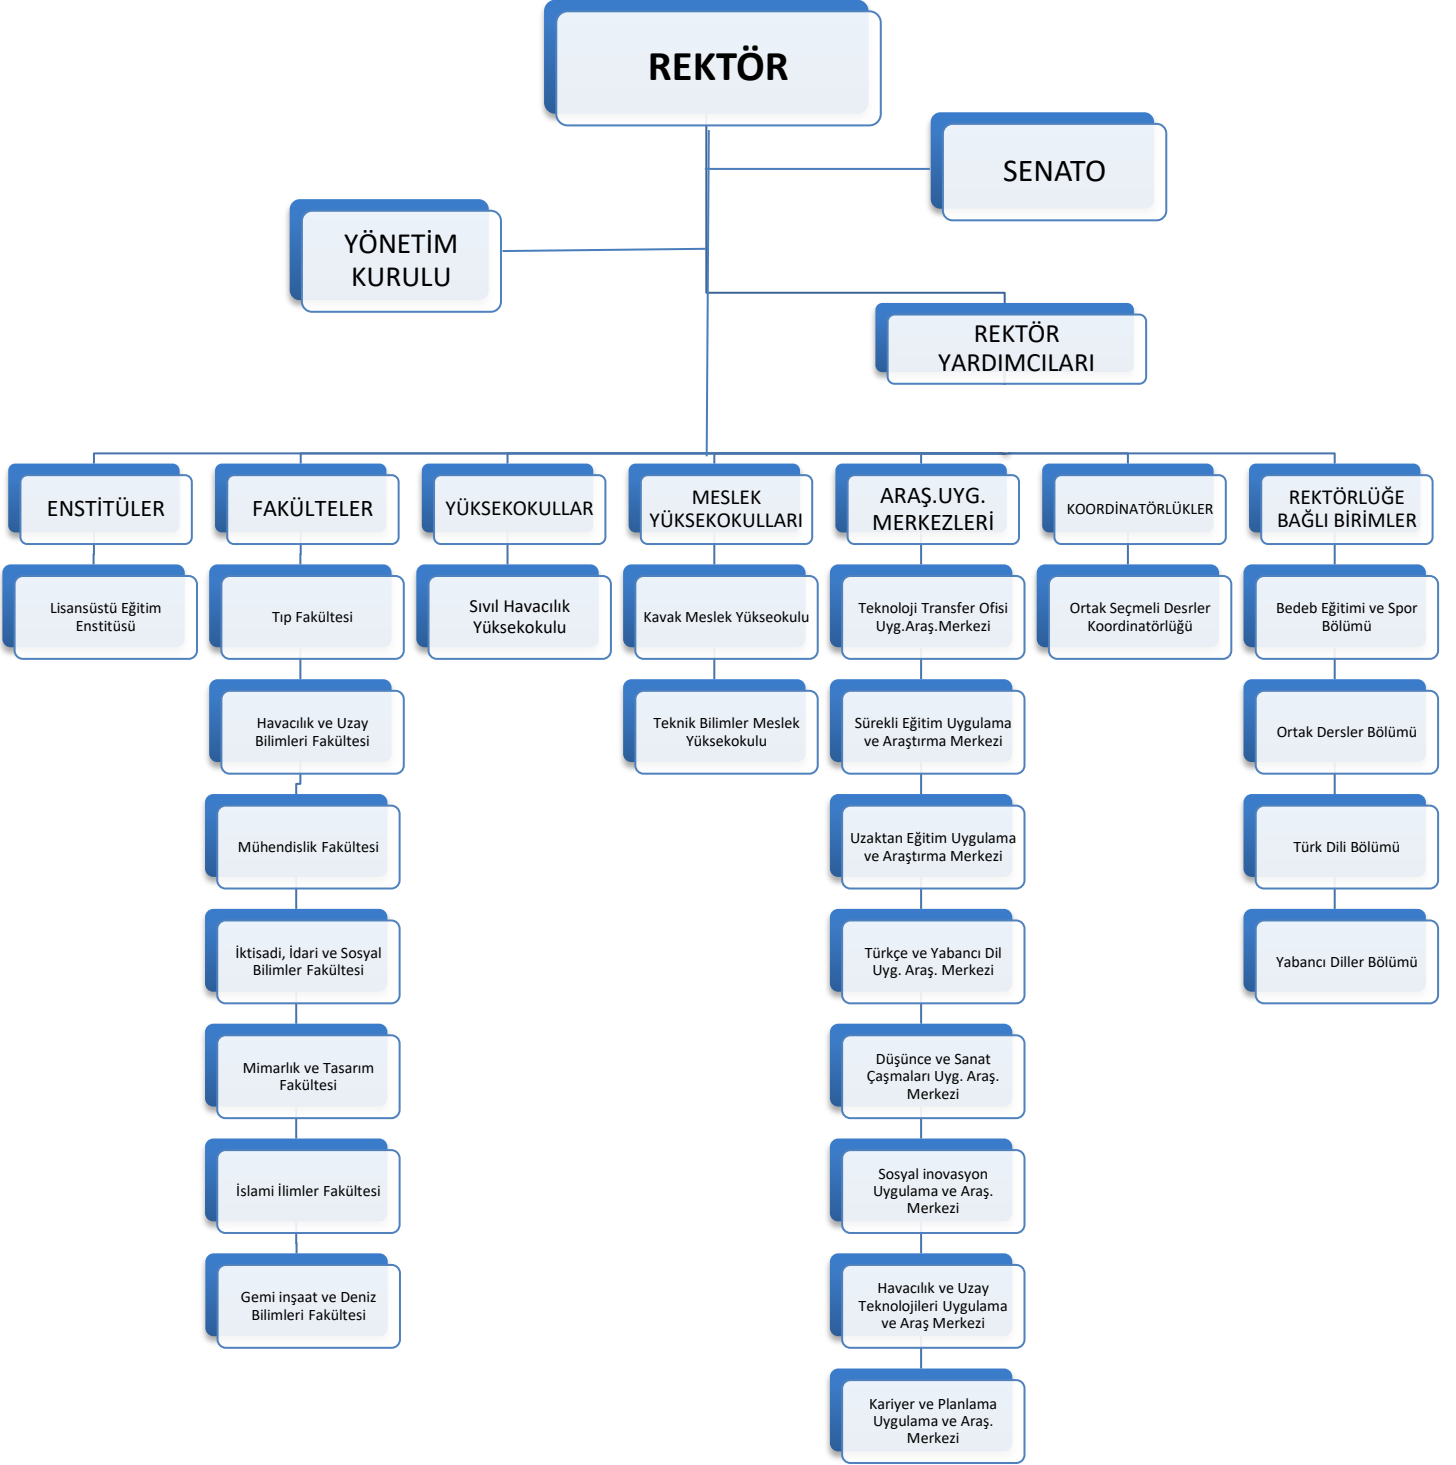 REKTÖR
SENATO
YÖNETİM
KURULU
REKTÖR
YARDIMCILARI
ENSTİTÜLER
Lisansüstü Eğitim
Enstitüsü
FAKÜLTELER
Tıp Fakültesi
Havacılık ve Uzay
Bilimleri Fakültesi
Mühendislik Fakültesi
İktisadi, İdari ve Sosyal
Bilimler Fakültesi
Mimarlık ve Tasarım
Fakültesi
İslami İlimler Fakültesi
Gemi inşaat ve Deniz
Bilimleri Fakültesi
YÜKSEKOKULLAR
Sıvıl Havacılık
Yüksekokulu
MESLEK
YÜKSEKOKULLARI
Kavak Meslek Yükseokulu
Teknik Bilimler Meslek
Yüksekokulu
ARAŞ.UYG.
MERKEZLERİ
Teknoloji Transfer Ofisi
Uyg.Araş.Merkezi
Sürekli Eğitim Uygulama
ve Araştırma Merkezi
Uzaktan Eğitim Uygulama
ve Araştırma Merkezi
Türkçe ve Yabancı Dil
Uyg. Araş. Merkezi
Düşünce ve Sanat
Çaşmaları Uyg. Araş.
Merkezi
Sosyal inovasyon
Uygulama ve Araş.
Merkezi
Havacılık ve Uzay
Teknolojileri Uygulama
ve Araş Merkezi
Kariyer ve Planlama
Uygulama ve Araş.
Merkezi
KOORDİNATÖRLÜKLER
Ortak Seçmeli Desrler
Koordinatörlüğü
REKTÖRLÜĞE
BAĞLI BİRİMLER
Bedeb Eğitimi ve Spor
Bölümü
Ortak Dersler Bölümü
Türk Dili Bölümü
Yabancı Diller Bölümü